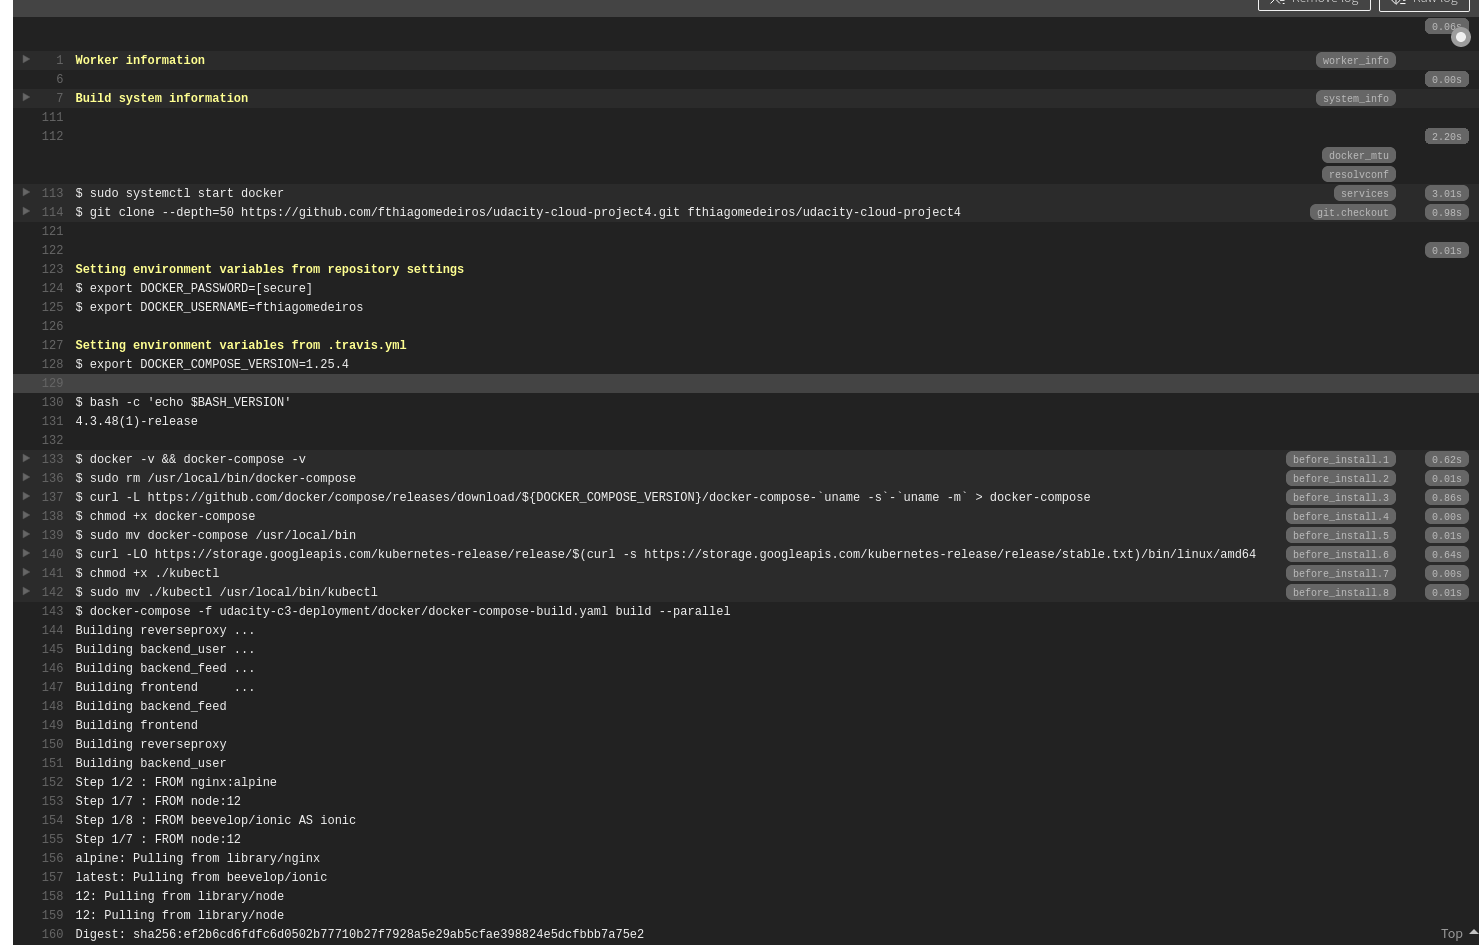 Remove log Raw log
0.06s
1 Worker information worker_info
6 0.00s
7 Build system information system_info
111
112 2.20s
docker_mtu
resolvconf
113 $ sudo systemctl start docker services 3.01s
114 $ git clone --depth=50 https://github.com/fthiagomedeiros/udacity-cloud-project4.git fthiagomedeiros/udacity-cloud-project4 git.checkout 0.98s
121
122 0.01s
123 Setting environment variables from repository settings
124 $ export DOCKER_PASSWORD=[secure]
125 $ export DOCKER_USERNAME=fthiagomedeiros
126
127 Setting environment variables from .travis.yml
128 $ export DOCKER_COMPOSE_VERSION=1.25.4
129
130 $ bash -c 'echo $BASH_VERSION'
131 4.3.48(1)-release
132
133 $ docker -v && docker-compose -v before_install.1 0.62s
136 $ sudo rm /usr/local/bin/docker-compose before_install.2 0.01s
137 $ curl -L https://github.com/docker/compose/releases/download/${DOCKER_COMPOSE_VERSION}/docker-compose-`uname -s`-`uname -m` > docker-compose before_install.3 0.86s
138 $ chmod +x docker-compose before_install.4 0.00s
139 $ sudo mv docker-compose /usr/local/bin before_install.5 0.01s
140 $ curl -LO https://storage.googleapis.com/kubernetes-release/release/$(curl -s https://storage.googleapis.com/kubernetes-release/release/stable.txt)/bin/linux/amd64 before_install.6 0.64s
141 $ chmod +x ./kubectl before_install.7 0.00s
142 $ sudo mv ./kubectl /usr/local/bin/kubectl before_install.8 0.01s
143 $ docker-compose -f udacity-c3-deployment/docker/docker-compose-build.yaml build --parallel
144 Building reverseproxy ...
145 Building backend_user ...
146 Building backend_feed ...
147 Building frontend     ...
148 Building backend_feed
149 Building frontend
150 Building reverseproxy
151 Building backend_user
152 Step 1/2 : FROM nginx:alpine
153 Step 1/7 : FROM node:12
154 Step 1/8 : FROM beevelop/ionic AS ionic
155 Step 1/7 : FROM node:12
156 alpine: Pulling from library/nginx
157 latest: Pulling from beevelop/ionic
158 12: Pulling from library/node
159 12: Pulling from library/node
160 Digest: sha256:ef2b6cd6fdfc6d0502b77710b27f7928a5e29ab5cfae398824e5dcfbbb7a75e2 Top